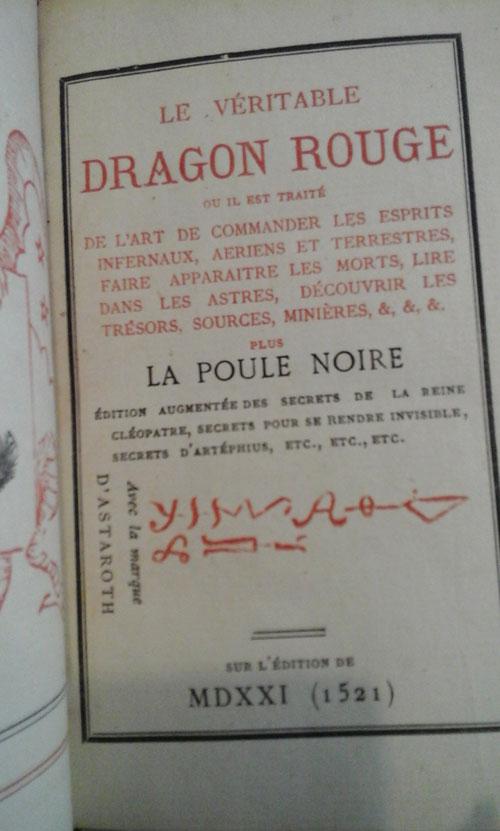 LE VÉRITABLE
DRAGON ROUGE
OU IL EST TRAITÉ
DE L'ART DE COMMANDER LES ESPRITS
INFERNAUX, AERIENS ET TERRESTRES,
FAIRE APPARAITRE LES MORTS, LIRE
DANS LES ASTRES, DÉCOUVRIR LES
TRÉSORS, SOURCES, MINIÈRES, &, &, &.
PLUS
LA POULE NOIRE
ÉDITION AUGMENTÉE DES SECRETS DE LA REINE
CLÉOPATRE, SECRETS POUR SE RENDRE INVISIBLE,
SECRETS D'ARTÉPHIUS, ETC., ETC., ETC.
Avec la marque
D'ASTAROTH
SUR L'ÉDITION DE
MDXXI (1521)